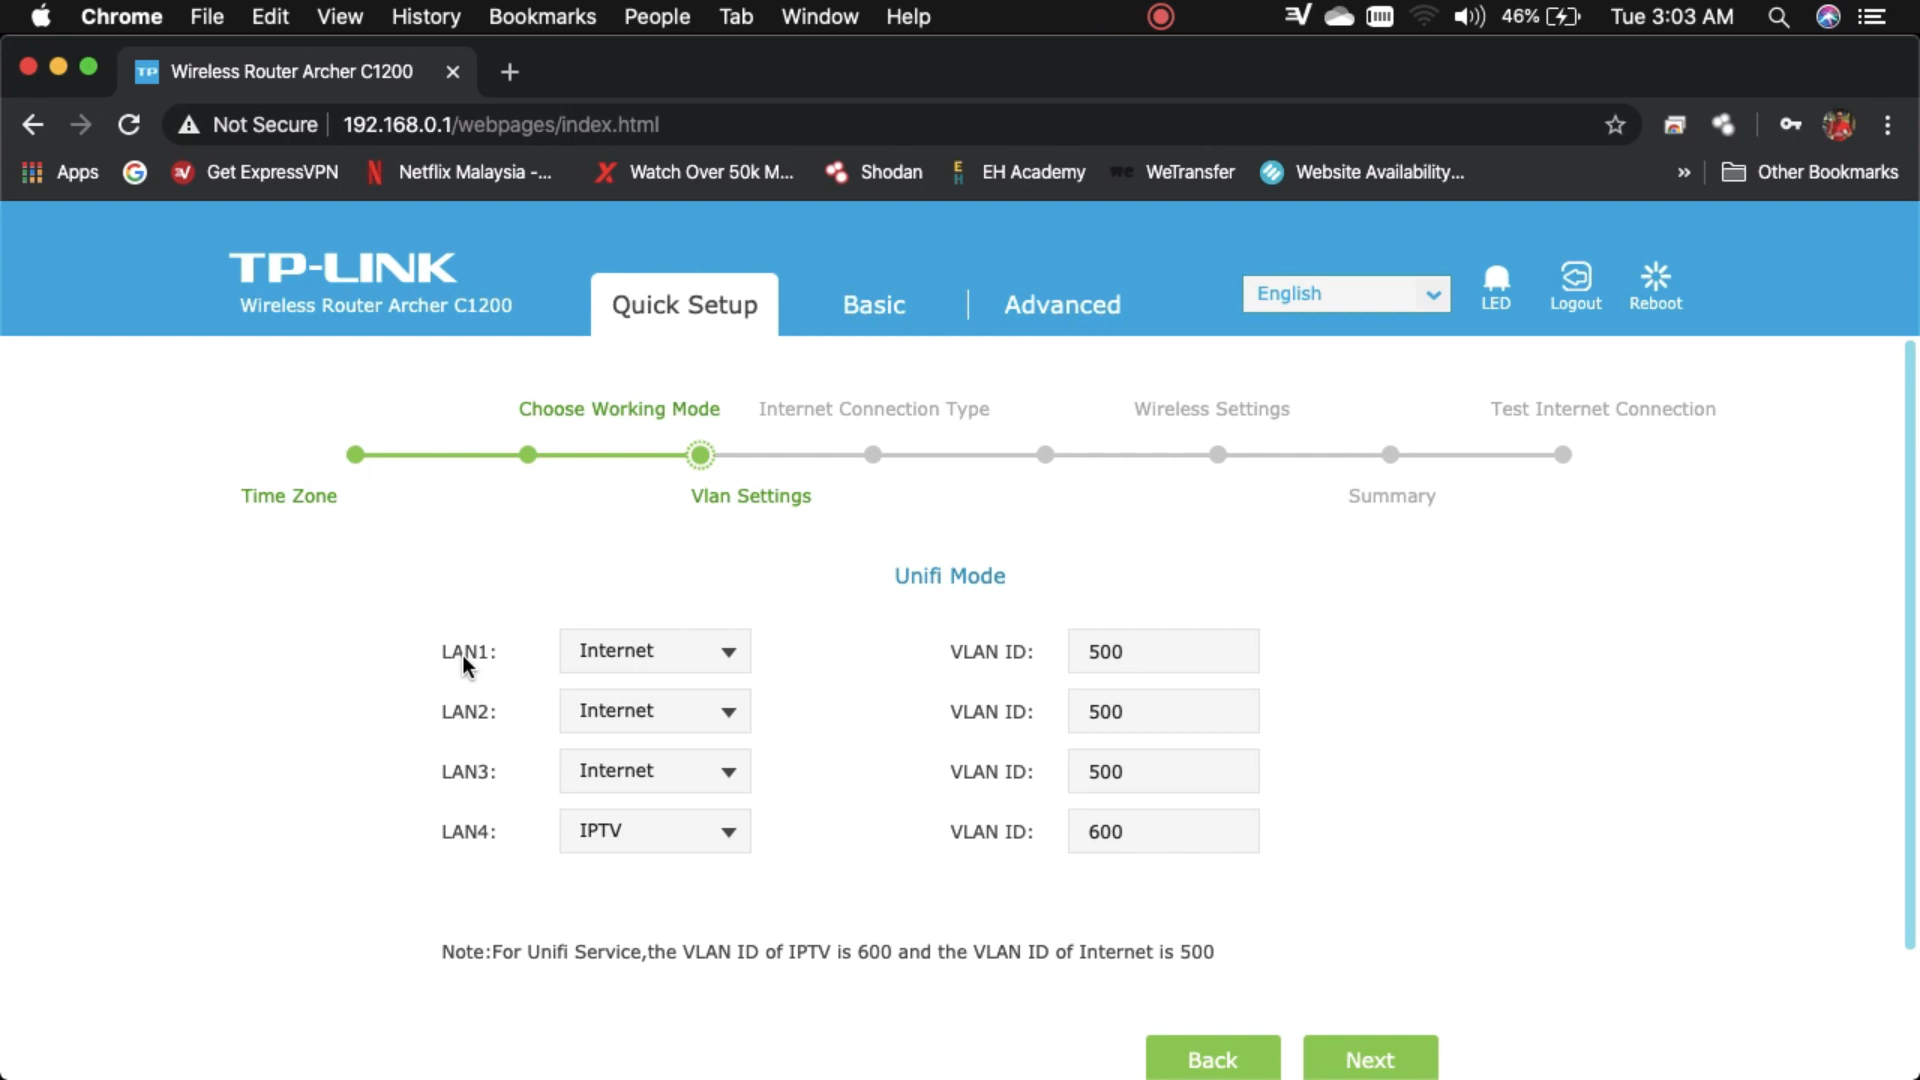 Chrome File Edit View History Bookmarks People Tab Window Help 46% Tue 3:03 AM
TP Wireless Router Archer C1200
Not Secure 192.168.0.1/webpages/index.html
Apps Get ExpressVPN Netflix Malaysia -... Watch Over 50k M... Shodan EH EH Academy we WeTransfer Website Availability... » Other Bookmarks
TP-LINK
Wireless Router Archer C1200
Quick Setup Basic Advanced
English
LED Logout Reboot
Choose Working Mode Internet Connection Type Wireless Settings Test Internet Connection
Time Zone Vlan Settings Summary
Unifi Mode
LAN1: Internet VLAN ID: 500
LAN2: Internet VLAN ID: 500
LAN3: Internet VLAN ID: 500
LAN4: IPTV VLAN ID: 600
Note:For Unifi Service,the VLAN ID of IPTV is 600 and the VLAN ID of Internet is 500
Back Next